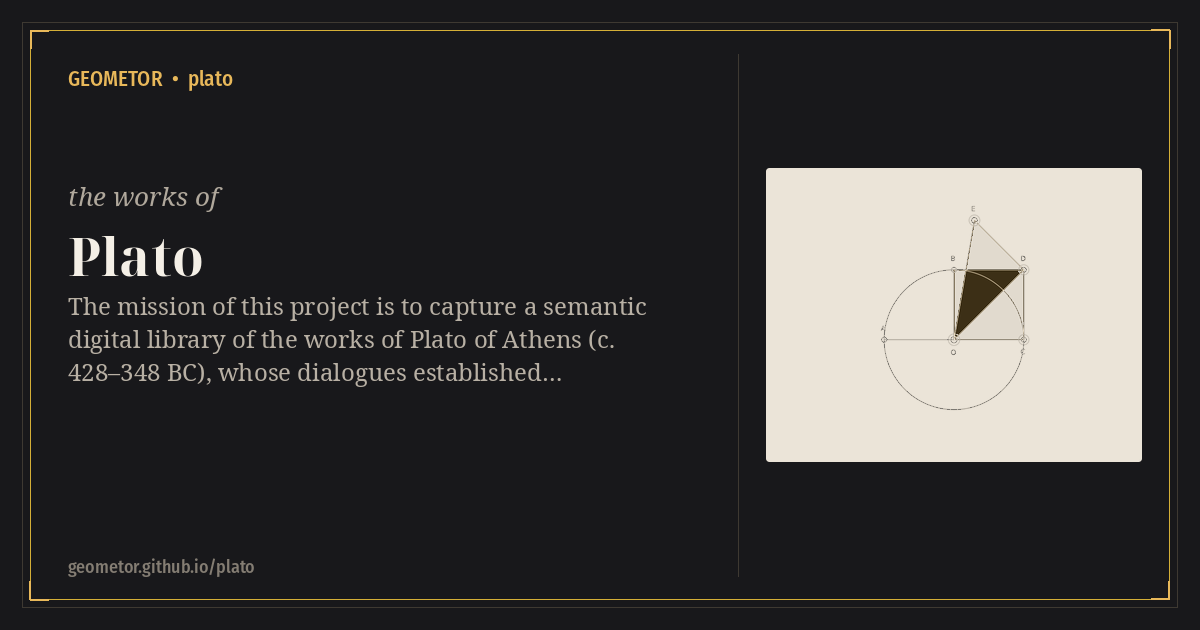 GEOMETOR • plato
the works of
Plato
The mission of this project is to capture a semantic
digital library of the works of Plato of Athens (c.
428–348 BC), whose dialogues established…
E
B
D
A
O
C
geometor.github.io/plato